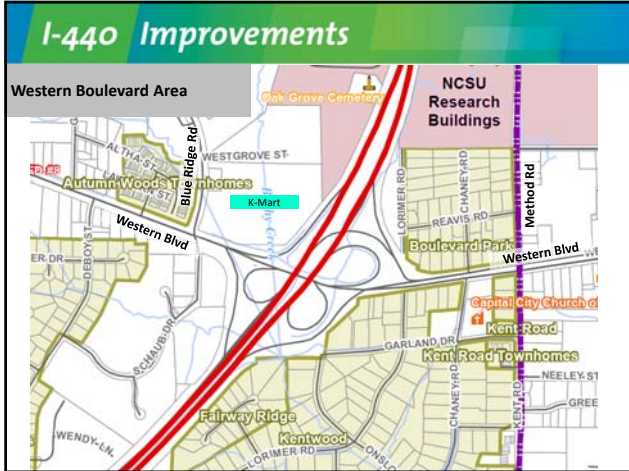 I-440 Improvements
Western Boulevard Area
Oak Grove Cemetery
NCSU
Research
Buildings
ALTHA ST
WESTGROVE ST.
Blue Ridge Rd
Autumn Woods Townhomes
K-Mart
LORIMER RD
CHANEY RD
REAVIS RD
Method Rd
Boulevard Park
Western Blvd
Western Blvd
DEBOY ST
SCHAUB DR
Capital City Church of
Kent Road
GARLAND DR
Kent Road Townhomes
CHANEY RD
KENT RD
NEELEY ST
GREE
Fairway Ridge
Kentwood
WENDY LN.
LORIMER RD
ONSLO